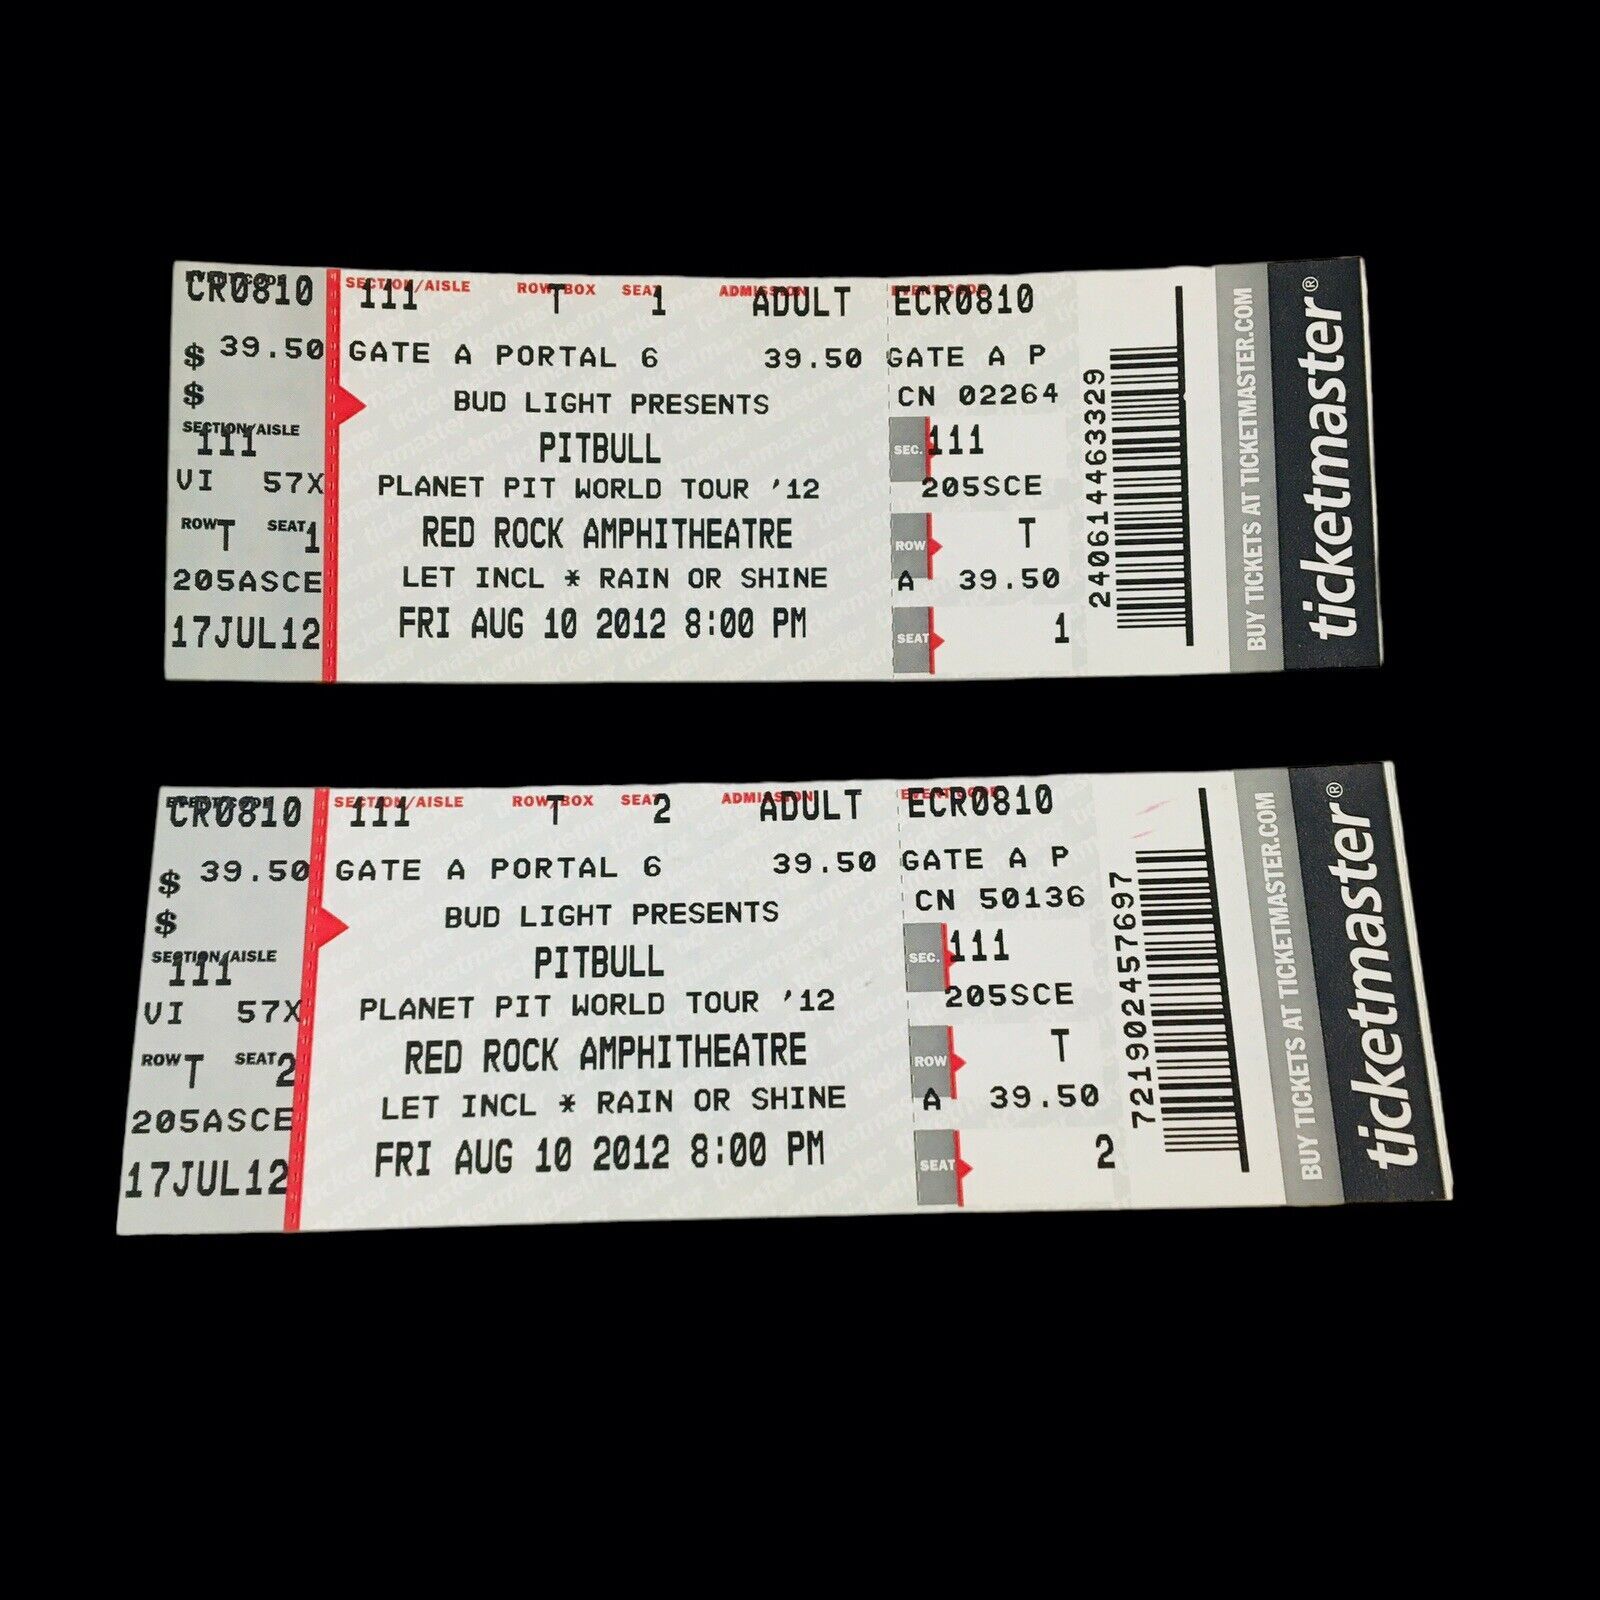 CR0810 SECTION/AISLE 111 ROW/BOX T SEAT 1 ADMISSION ADULT EVENT CODE ECR0810
$ 39.50 GATE A PORTAL 6 39.50 GATE A P
$ BUD LIGHT PRESENTS CN 02264
SECTION/AISLE 111 PITBULL SEC. 111
VI 57X PLANET PIT WORLD TOUR '12 205SCE
ROW T SEAT 1 RED ROCK AMPHITHEATRE ROW T
205ASCE LET INCL * RAIN OR SHINE A 39.50
17JUL12 FRI AUG 10 2012 8:00 PM SEAT 1
240614463329
BUY TICKETS AT TICKETMASTER.COM
ticketmaster®
EVENT CODE CR0810 SECTION/AISLE 111 ROW/BOX T SEAT 2 ADMISSION ADULT EVENT CODE ECR0810
$ 39.50 GATE A PORTAL 6 39.50 GATE A P
$ BUD LIGHT PRESENTS CN 50136
SECTION/AISLE 111 PITBULL SEC. 111
VI 57X PLANET PIT WORLD TOUR '12 205SCE
ROW T SEAT 2 RED ROCK AMPHITHEATRE ROW T
205ASCE LET INCL * RAIN OR SHINE A 39.50
17JUL12 FRI AUG 10 2012 8:00 PM SEAT 2
721902457697
BUY TICKETS AT TICKETMASTER.COM
ticketmaster®